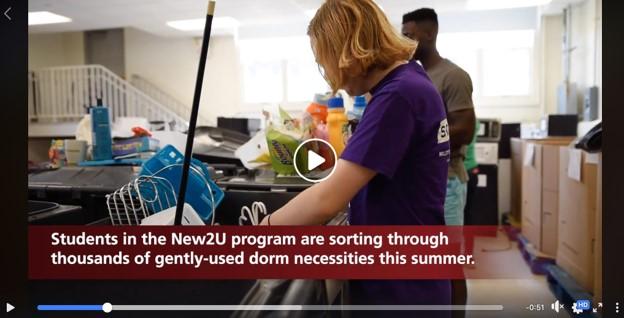 Students in the New2U program are sorting through
thousands of gently-used dorm necessities this summer.
-0:51
HD